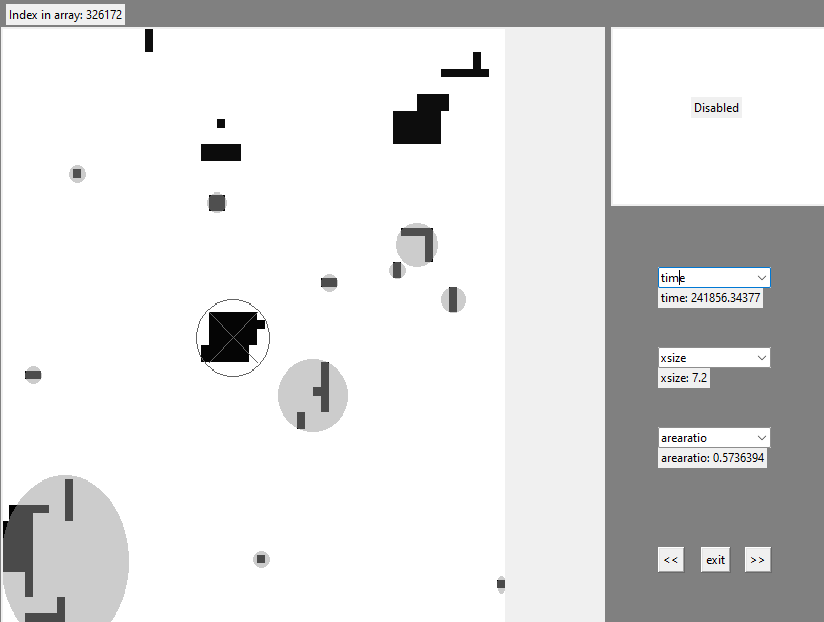 Index in array: 326172
Disabled
time
time: 241856.34377
xsize
xsize: 7.2
arearatio
arearatio: 0.5736394
<< exit >>